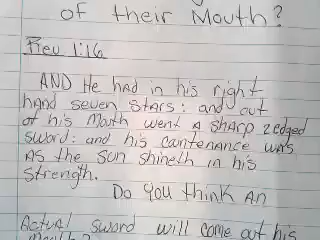 of their Mouth?
Rev 1:16
AND He HAD in his right
hand seven stars: and out
of his mouth went A sharp 2edged
sword: and his cantenance was
As the sun shineth in his
Strength.
Do you think AN
Actual sword will come out his
Mouth?